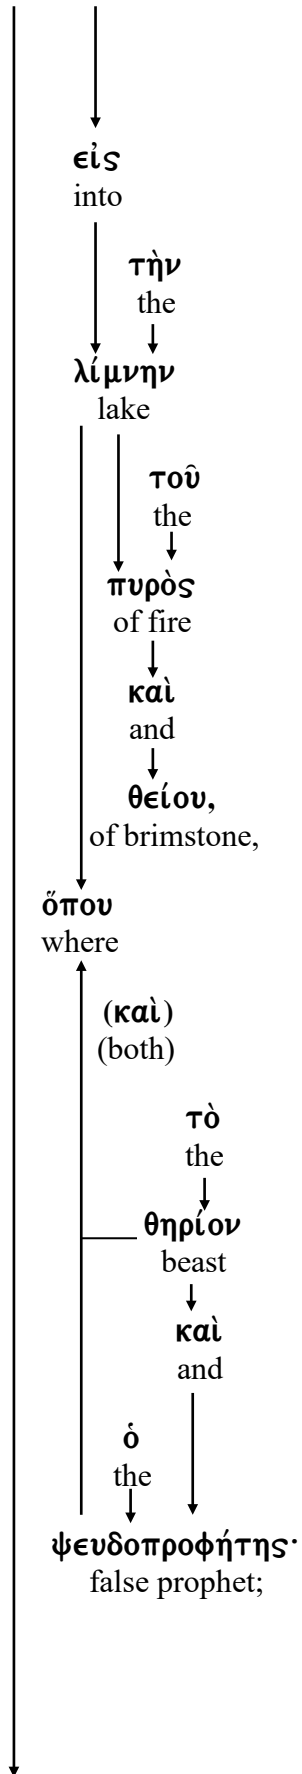 εἰς
into
τὴν
the
λίμνην
lake
τοῦ
the
πυρὸς
of fire
καὶ
and
θείου,
of brimstone,
ὅπου
where
(καὶ)
(both)
τὸ
the
θηρίον
beast
καὶ
and
ὁ
the
ψευδοπροφήτης·
false prophet;